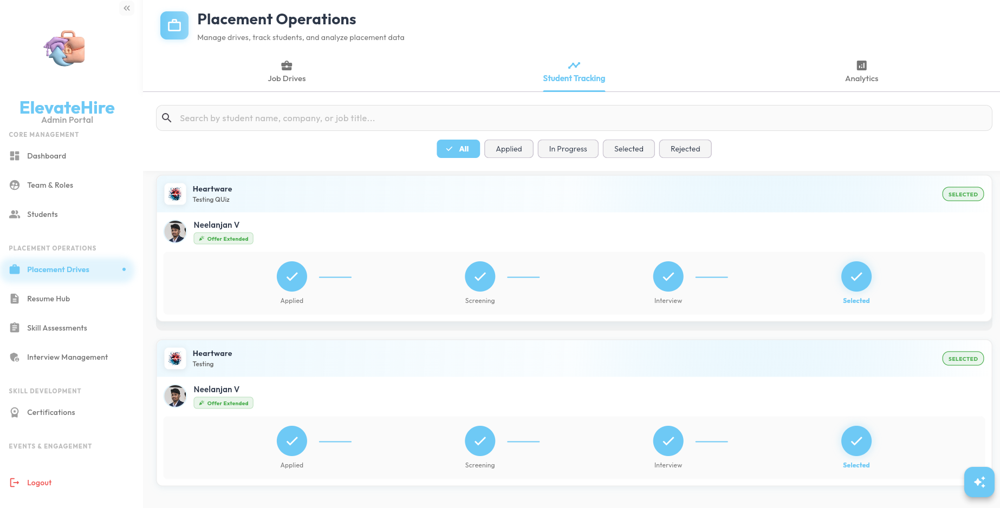 ElevateHire
Admin Portal
CORE MANAGEMENT
Dashboard
Team & Roles
Students
PLACEMENT OPERATIONS
Placement Drives
Resume Hub
Skill Assessments
Interview Management
SKILL DEVELOPMENT
Certifications
EVENTS & ENGAGEMENT
Logout
Placement Operations
Manage drives, track students, and analyze placement data
Job Drives
Student Tracking
Analytics
Search by student name, company, or job title...
All
Applied
In Progress
Selected
Rejected
Heartware
Testing QUiz
SELECTED
Neelanjan V
Offer Extended
Applied
Screening
Interview
Selected
Heartware
Testing
SELECTED
Neelanjan V
Offer Extended
Applied
Screening
Interview
Selected